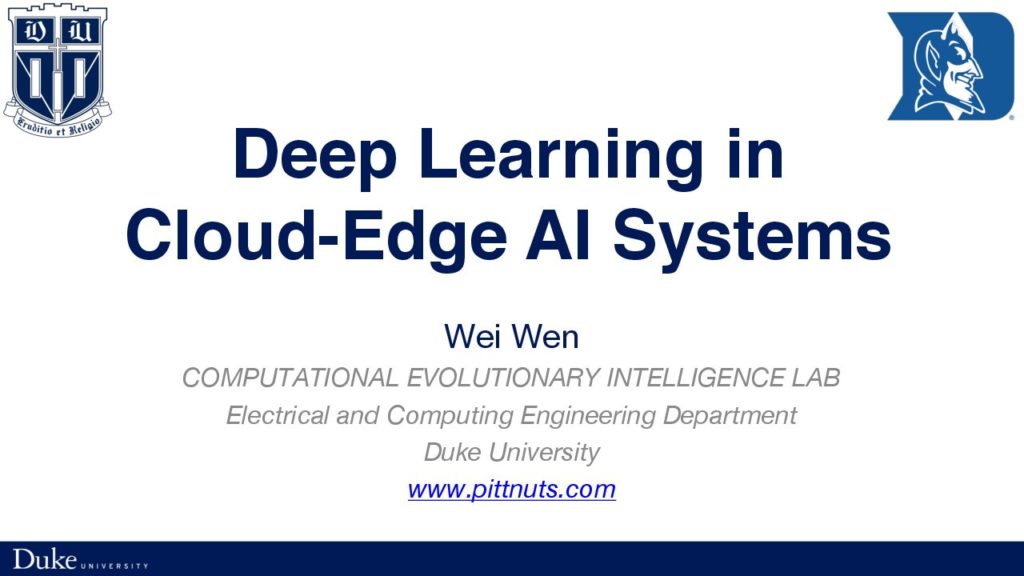 D U
Eruditio et Religio
Deep Learning in
Cloud-Edge AI Systems
Wei Wen
COMPUTATIONAL EVOLUTIONARY INTELLIGENCE LAB
Electrical and Computing Engineering Department
Duke University
www.pittnuts.com
Duke UNIVERSITY